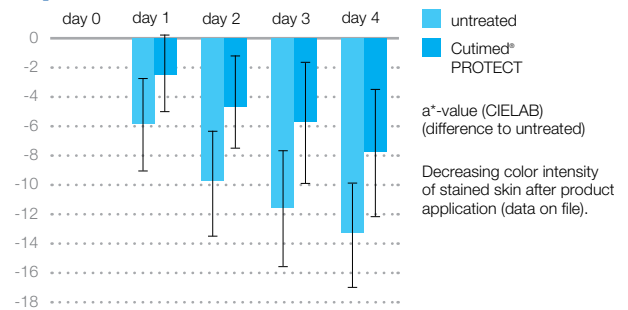 day 0 day 1 day 2 day 3 day 4
0
-2
-4
-6
-8
-10
-12
-14
-16
-18
untreated
Cutimed®
PROTECT
a*-value (CIELAB)
(difference to untreated)
Decreasing color intensity
of stained skin after product
application (data on file).